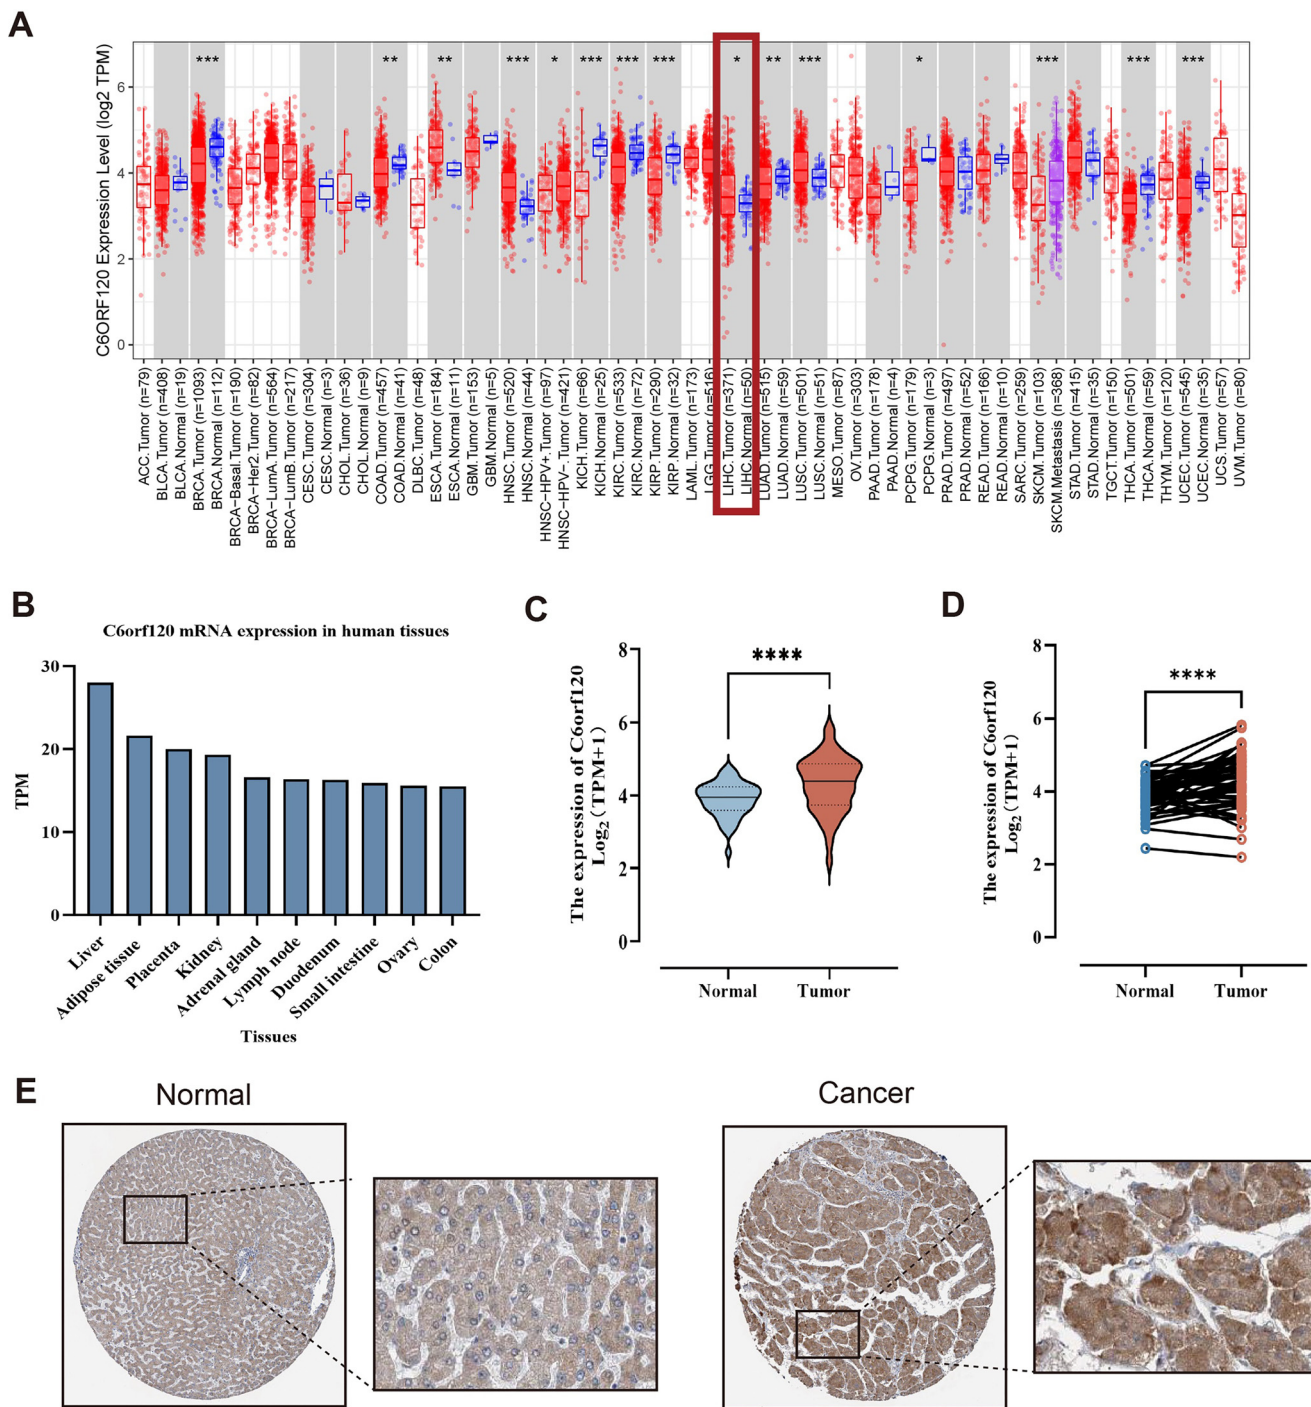 A
C6ORF120 Expression Level (log2 TPM)
6
4
2
0
*** ** ** *** * *** *** *** * ** *** * *** *** ***
ACC.Tumor (n=79)
BLCA.Tumor (n=408)
BLCA.Normal (n=19)
BRCA.Tumor (n=1093)
BRCA.Normal (n=112)
BRCA−Basal.Tumor (n=190)
BRCA−Her2.Tumor (n=82)
BRCA−LumA.Tumor (n=564)
BRCA−LumB.Tumor (n=217)
CESC.Tumor (n=304)
CESC.Normal (n=3)
CHOL.Tumor (n=36)
CHOL.Normal (n=9)
COAD.Tumor (n=457)
COAD.Normal (n=41)
DLBC.Tumor (n=48)
ESCA.Tumor (n=184)
ESCA.Normal (n=11)
GBM.Tumor (n=153)
GBM.Normal (n=5)
HNSC.Tumor (n=520)
HNSC.Normal (n=44)
HNSC−HPV+.Tumor (n=97)
HNSC−HPV−.Tumor (n=421)
KICH.Tumor (n=66)
KICH.Normal (n=25)
KIRC.Tumor (n=533)
KIRC.Normal (n=72)
KIRP.Tumor (n=290)
KIRP.Normal (n=32)
LAML.Tumor (n=173)
LGG.Tumor (n=516)
LIHC.Tumor (n=371)
LIHC.Normal (n=50)
LUAD.Tumor (n=515)
LUAD.Normal (n=59)
LUSC.Tumor (n=501)
LUSC.Normal (n=51)
MESO.Tumor (n=87)
OV.Tumor (n=303)
PAAD.Tumor (n=178)
PAAD.Normal (n=4)
PCPG.Tumor (n=179)
PCPG.Normal (n=3)
PRAD.Tumor (n=497)
PRAD.Normal (n=52)
READ.Tumor (n=166)
READ.Normal (n=10)
SARC.Tumor (n=259)
SKCM.Tumor (n=103)
SKCM.Metastasis (n=368)
STAD.Tumor (n=415)
STAD.Normal (n=35)
TGCT.Tumor (n=150)
THCA.Tumor (n=501)
THCA.Normal (n=59)
THYM.Tumor (n=120)
UCEC.Tumor (n=545)
UCEC.Normal (n=35)
UCS.Tumor (n=57)
UVM.Tumor (n=80)
B
C6orf120 mRNA expression in human tissues
TPM
30
20
10
0
Liver
Adipose tissue
Placenta
Kidney
Adrenal gland
Lymph node
Duodenum
Small intestine
Ovary
Colon
Tissues
C
The expression of C6orf120
Log2 (TPM+1)
8
6
4
2
0
****
Normal Tumor
D
The expression of C6orf120
Log2 (TPM+1)
8
6
4
2
0
****
Normal Tumor
E
Normal
Cancer